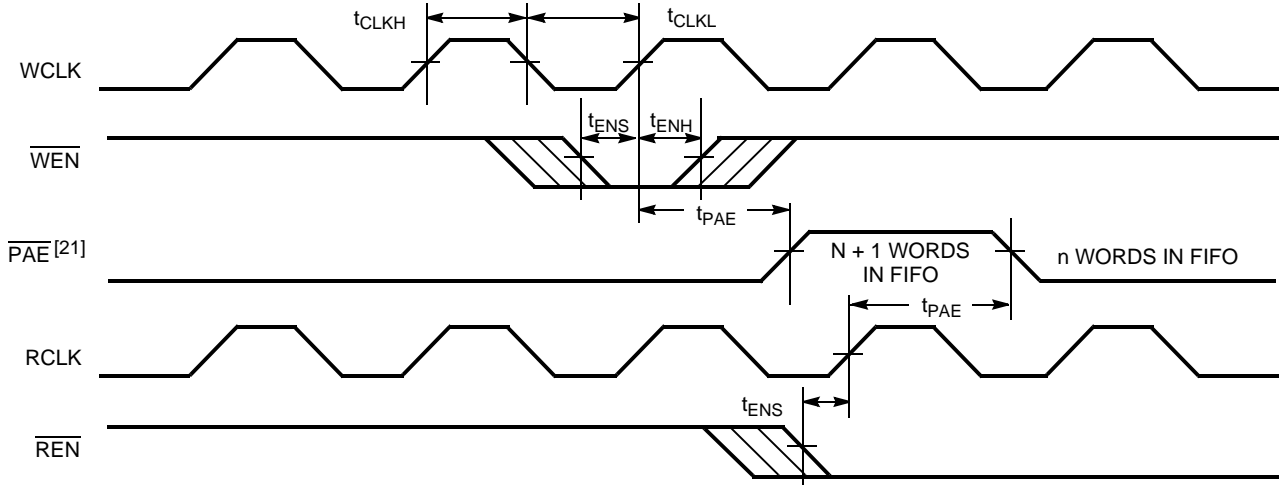 tCLKH
tCLKL
WCLK
tENS
tENH
WEN
tPAE
PAE [21]
N + 1 WORDS
IN FIFO
n WORDS IN FIFO
tPAE
RCLK
tENS
REN